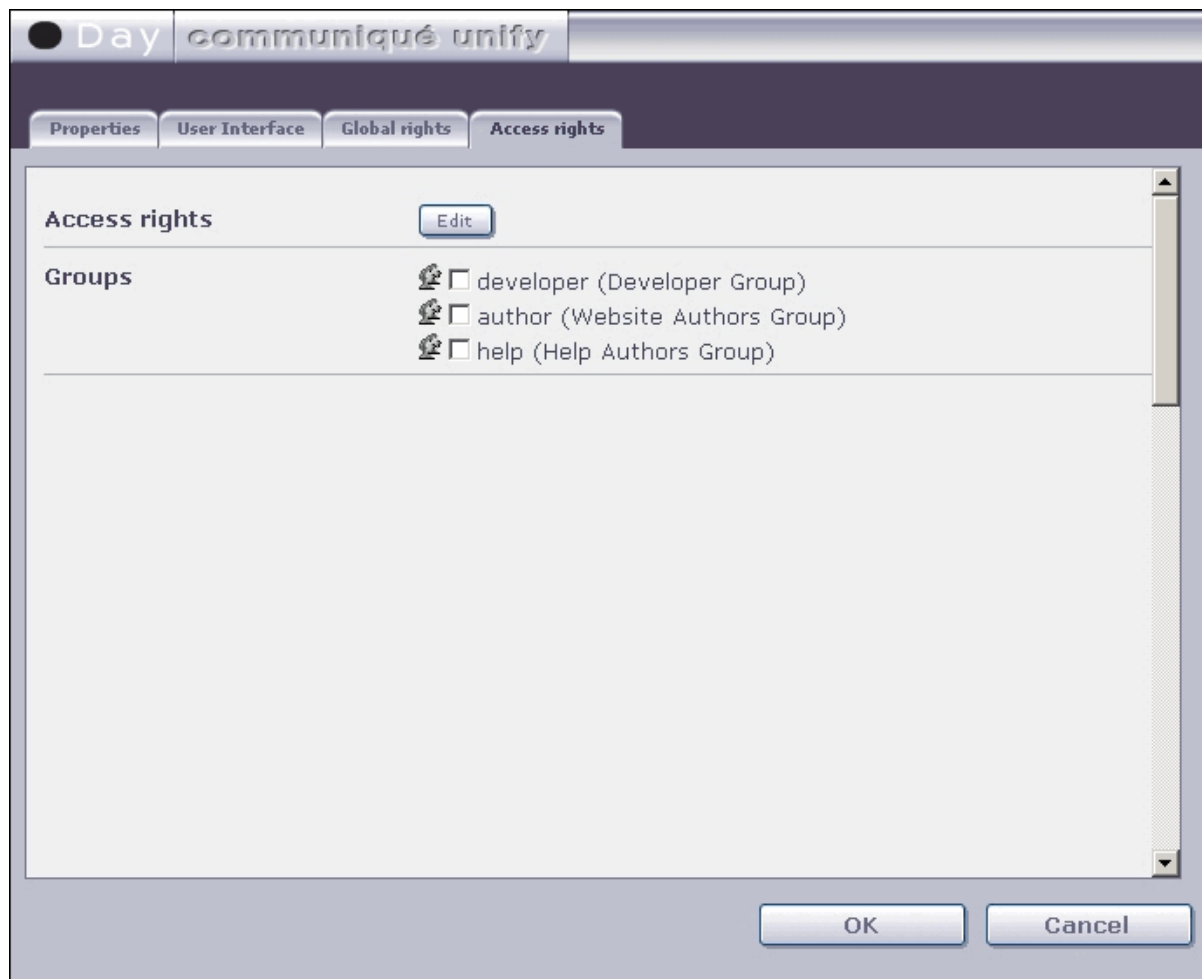 Day communiqué unify
Properties User Interface Global rights Access rights
Access rights Edit
Groups developer (Developer Group)
author (Website Authors Group)
help (Help Authors Group)
OK Cancel